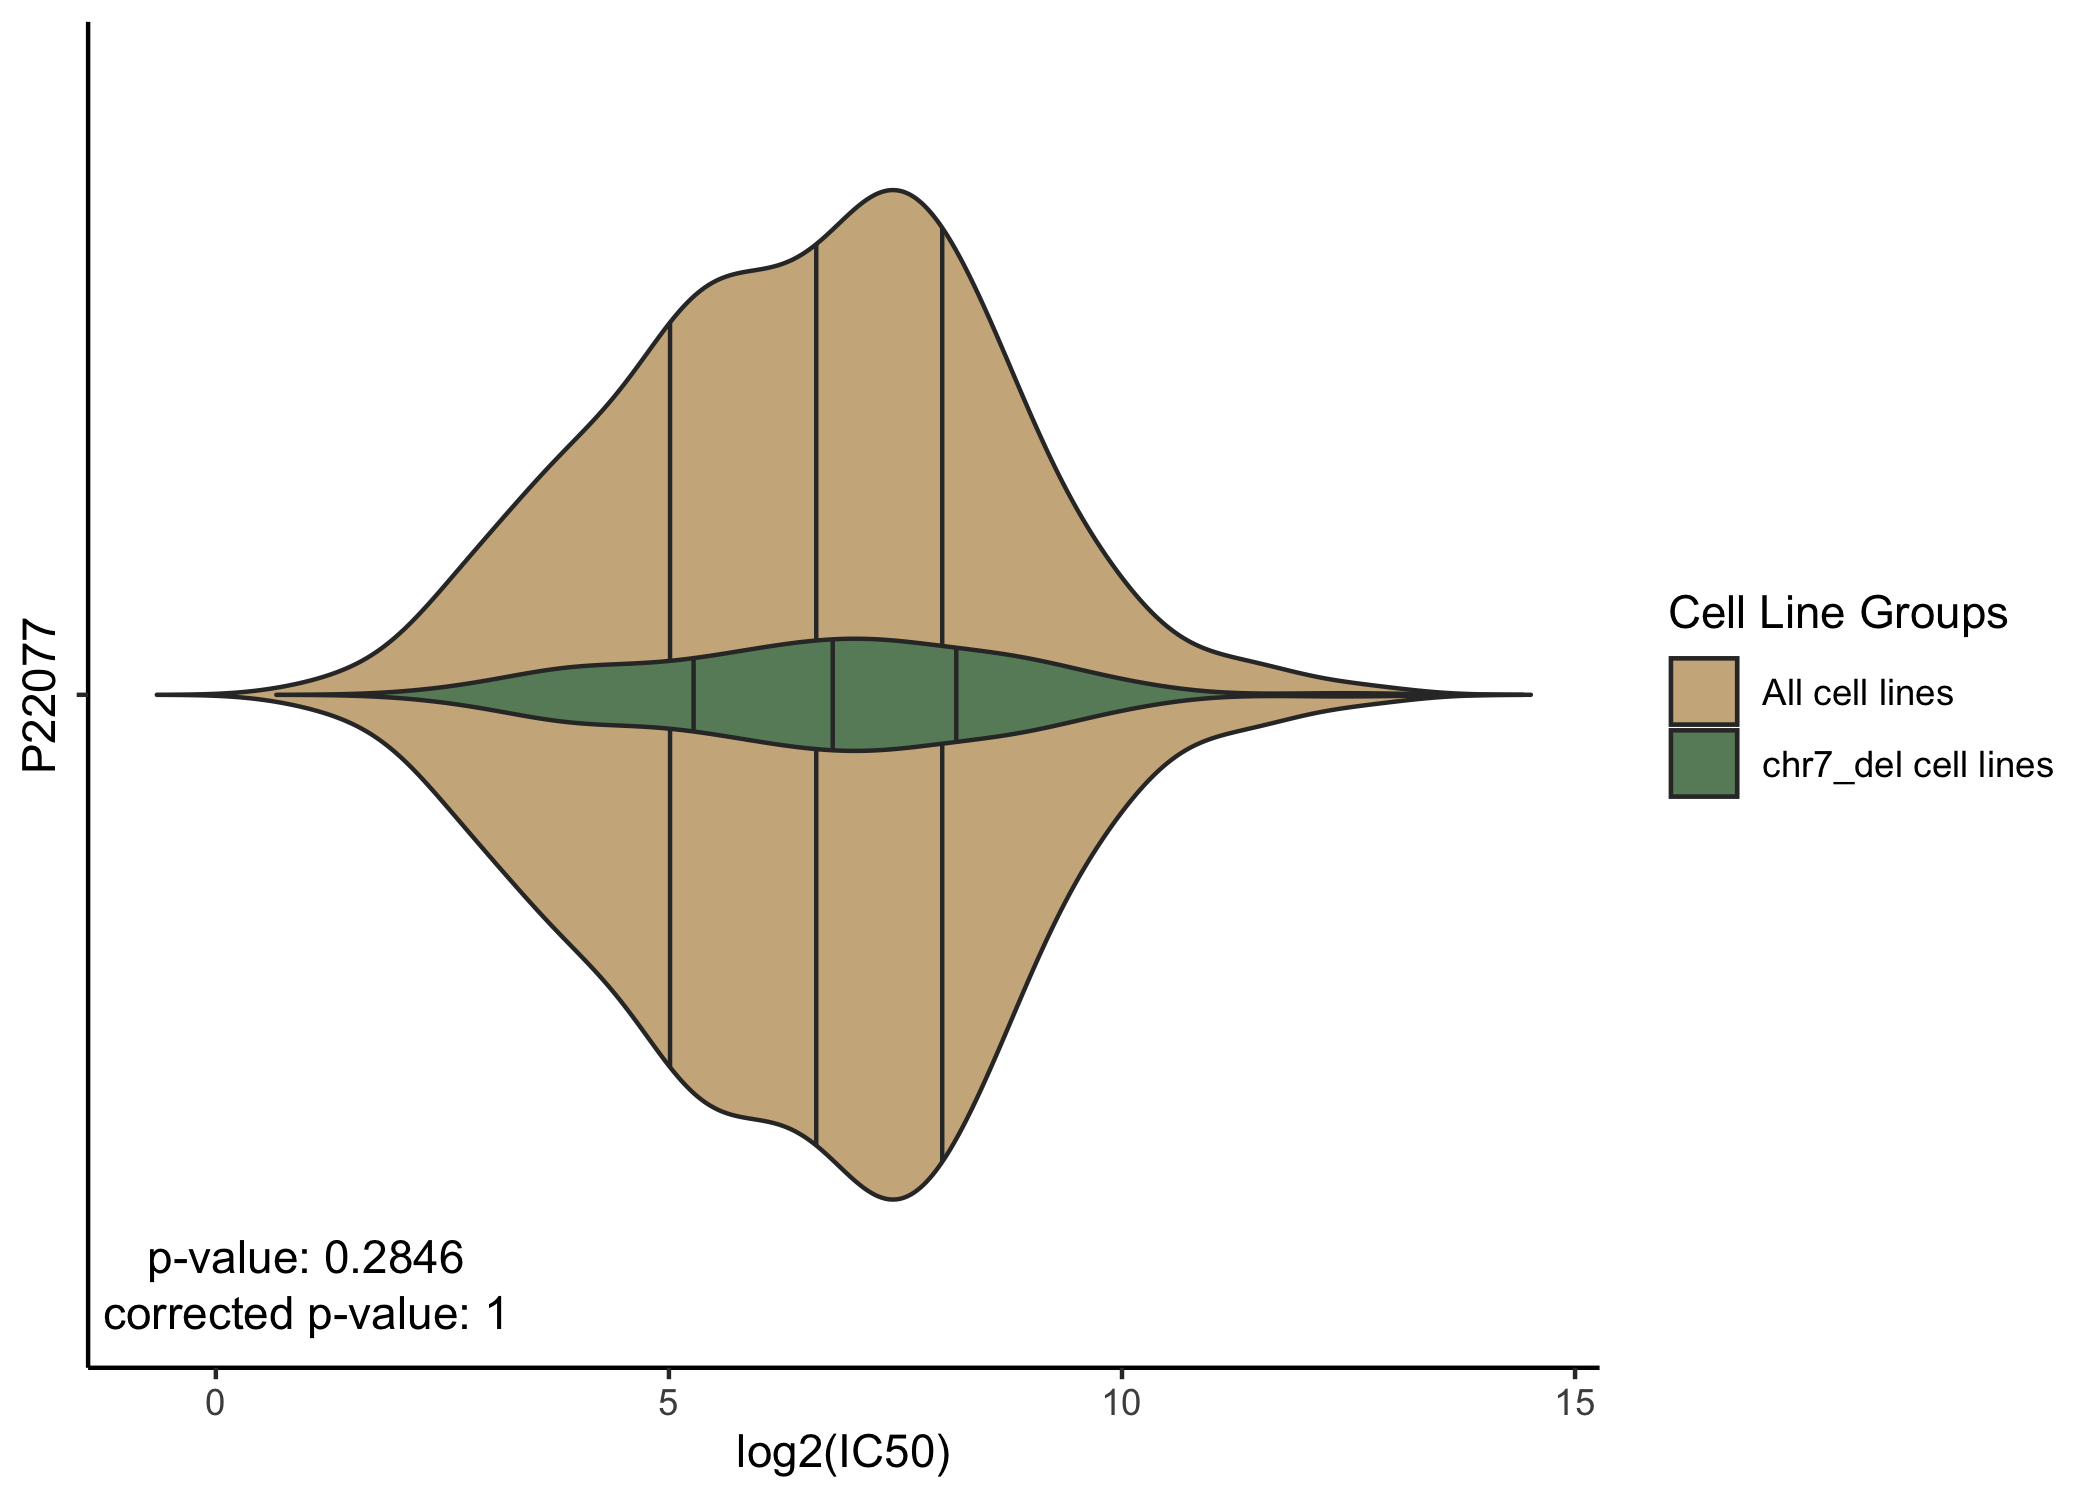 P22077
p-value: 0.2846
corrected p-value: 1
0 5 10 15
log2(IC50)
Cell Line Groups
All cell lines
chr7_del cell lines